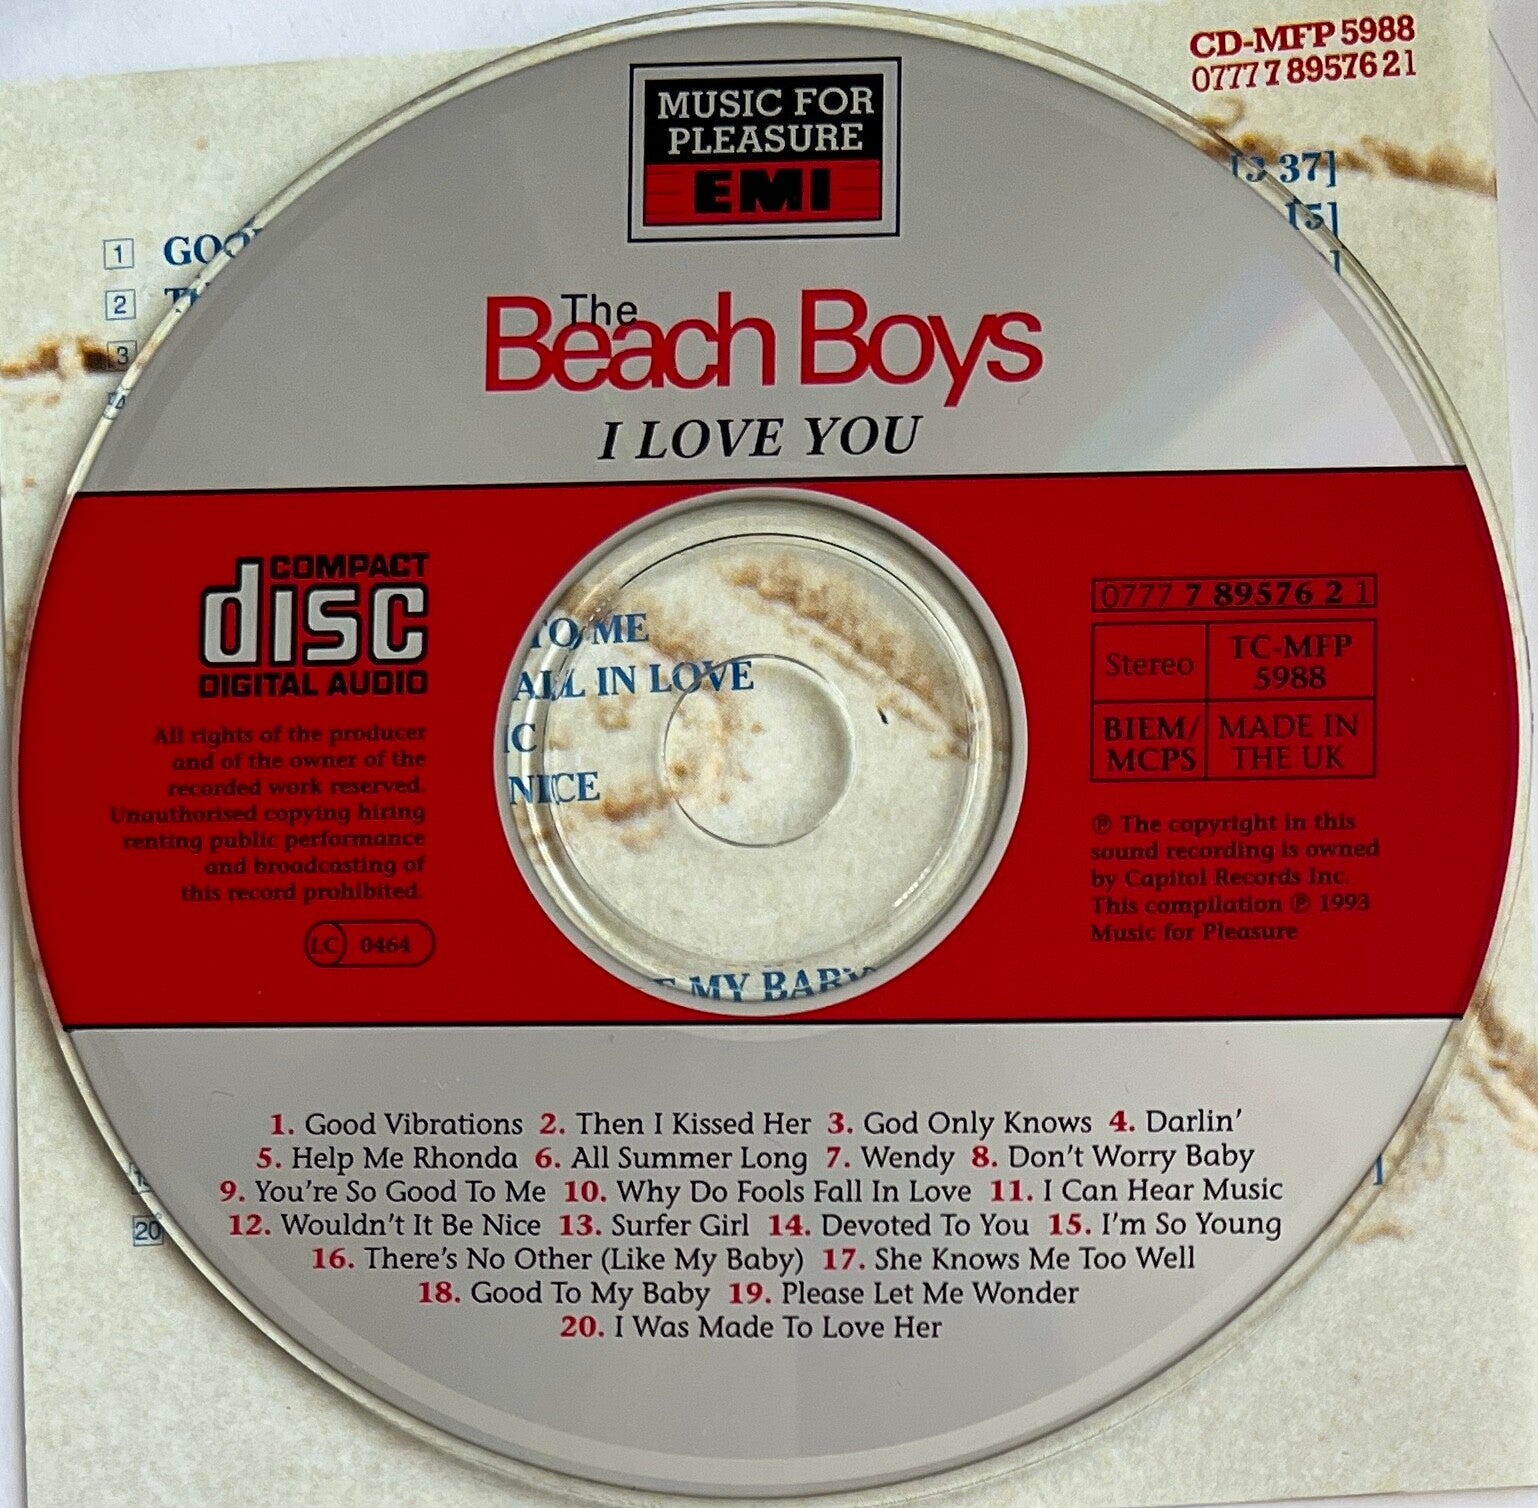 CD-MFP 5988
0777 7 89576 2 1
MUSIC FOR
PLEASURE
EMI
37]
1
2
3
The
Beach Boys
I LOVE YOU
COMPACT
disc
DIGITAL AUDIO
All rights of the producer
and of the owner of the
recorded work reserved.
Unauthorised copying hiring
renting public performance
and broadcasting of
this record prohibited.
LC 0464
TO ME
ALL IN LOVE
NICE
MY BABY
0777 7 89576 2 1
Stereo
TC-MFP
5988
BIEM/
MCPS
MADE IN
THE UK
℗ The copyright in this
sound recording is owned
by Capitol Records Inc.
This compilation ℗ 1993
Music for Pleasure
1. Good Vibrations 2. Then I Kissed Her 3. God Only Knows 4. Darlin'
5. Help Me Rhonda 6. All Summer Long 7. Wendy 8. Don't Worry Baby
9. You're So Good To Me 10. Why Do Fools Fall In Love 11. I Can Hear Music
12. Wouldn't It Be Nice 13. Surfer Girl 14. Devoted To You 15. I'm So Young
16. There's No Other (Like My Baby) 17. She Knows Me Too Well
18. Good To My Baby 19. Please Let Me Wonder
20. I Was Made To Love Her
20